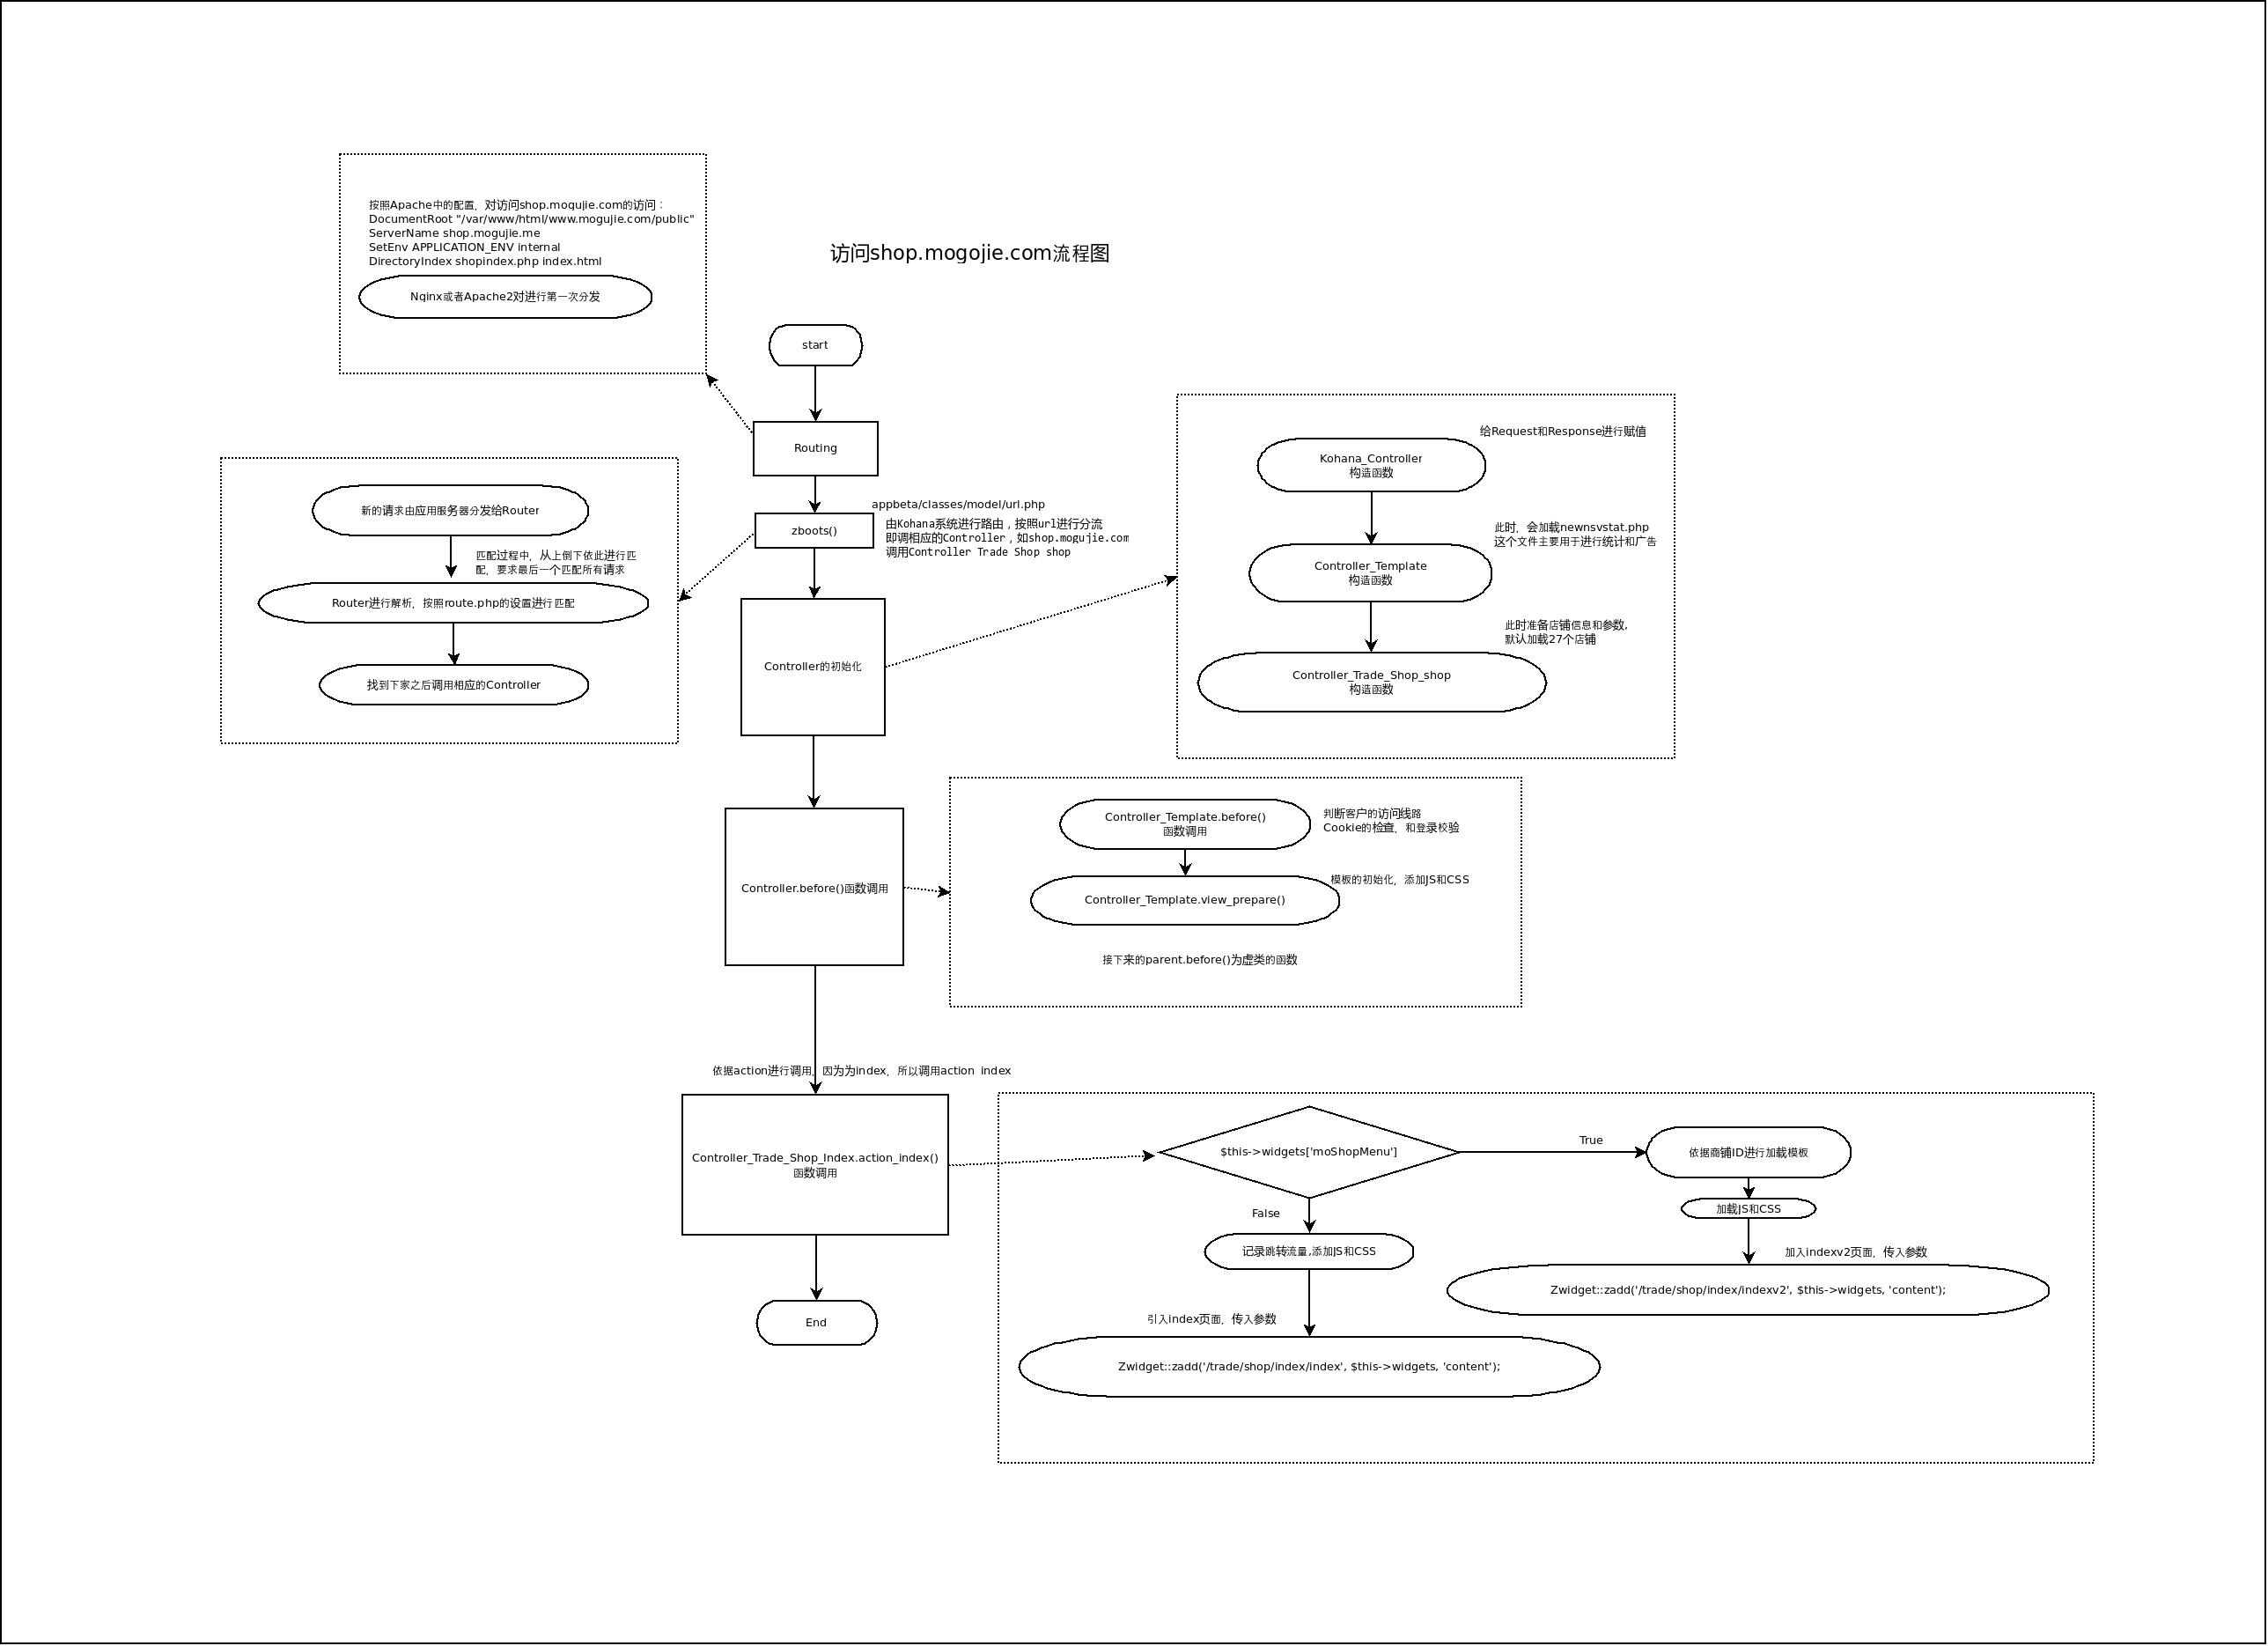 按照Apache中的配置，对访问shop.mogujie.com的访问：
DocumentRoot "/var/www/html/www.mogujie.com/public"
ServerName shop.mogujie.me
SetEnv APPLICATION_ENV internal
DirectoryIndex shopindex.php index.html
Nginx或者Apache2对进行第一次分发
访问shop.mogojie.com流程图
start
Routing
新的请求由应用服务器分发给Router
匹配过程中，从上倒下依此进行匹
配，要求最后一个匹配所有请求
Router进行解析，按照route.php的设置进行匹配
找到下家之后调用相应的Controller
appbeta/classes/model/url.php
zboots()
由Kohana系统进行路由，按照url进行分流
即调相应的Controller，如shop.mogujie.com
调用Controller Trade Shop shop
Controller的初始化
给Request和Response进行赋值
Kohana_Controller
构造函数
此时，会加载newnsvstat.php
这个文件主要用于进行统计和广告
Controller_Template
构造函数
此时准备店铺信息和参数,
默认加载27个店铺
Controller_Trade_Shop_shop
构造函数
Controller.before()函数调用
Controller_Template.before()
函数调用
判断客户的访问线路
Cookie的检查，和登录校验
模板的初始化，添加JS和CSS
Controller_Template.view_prepare()
接下来的parent.before()为虚类的函数
依据action进行调用，因为为index，所以调用action index
Controller_Trade_Shop_Index.action_index()
函数调用
$this->widgets['moShopMenu']
True
依据商铺ID进行加载模板
加载JS和CSS
False
记录跳转流量,添加JS和CSS
加入indexv2页面，传入参数
Zwidget::zadd('/trade/shop/index/indexv2', $this->widgets, 'content');
引入index页面，传入参数
Zwidget::zadd('/trade/shop/index/index', $this->widgets, 'content');
End